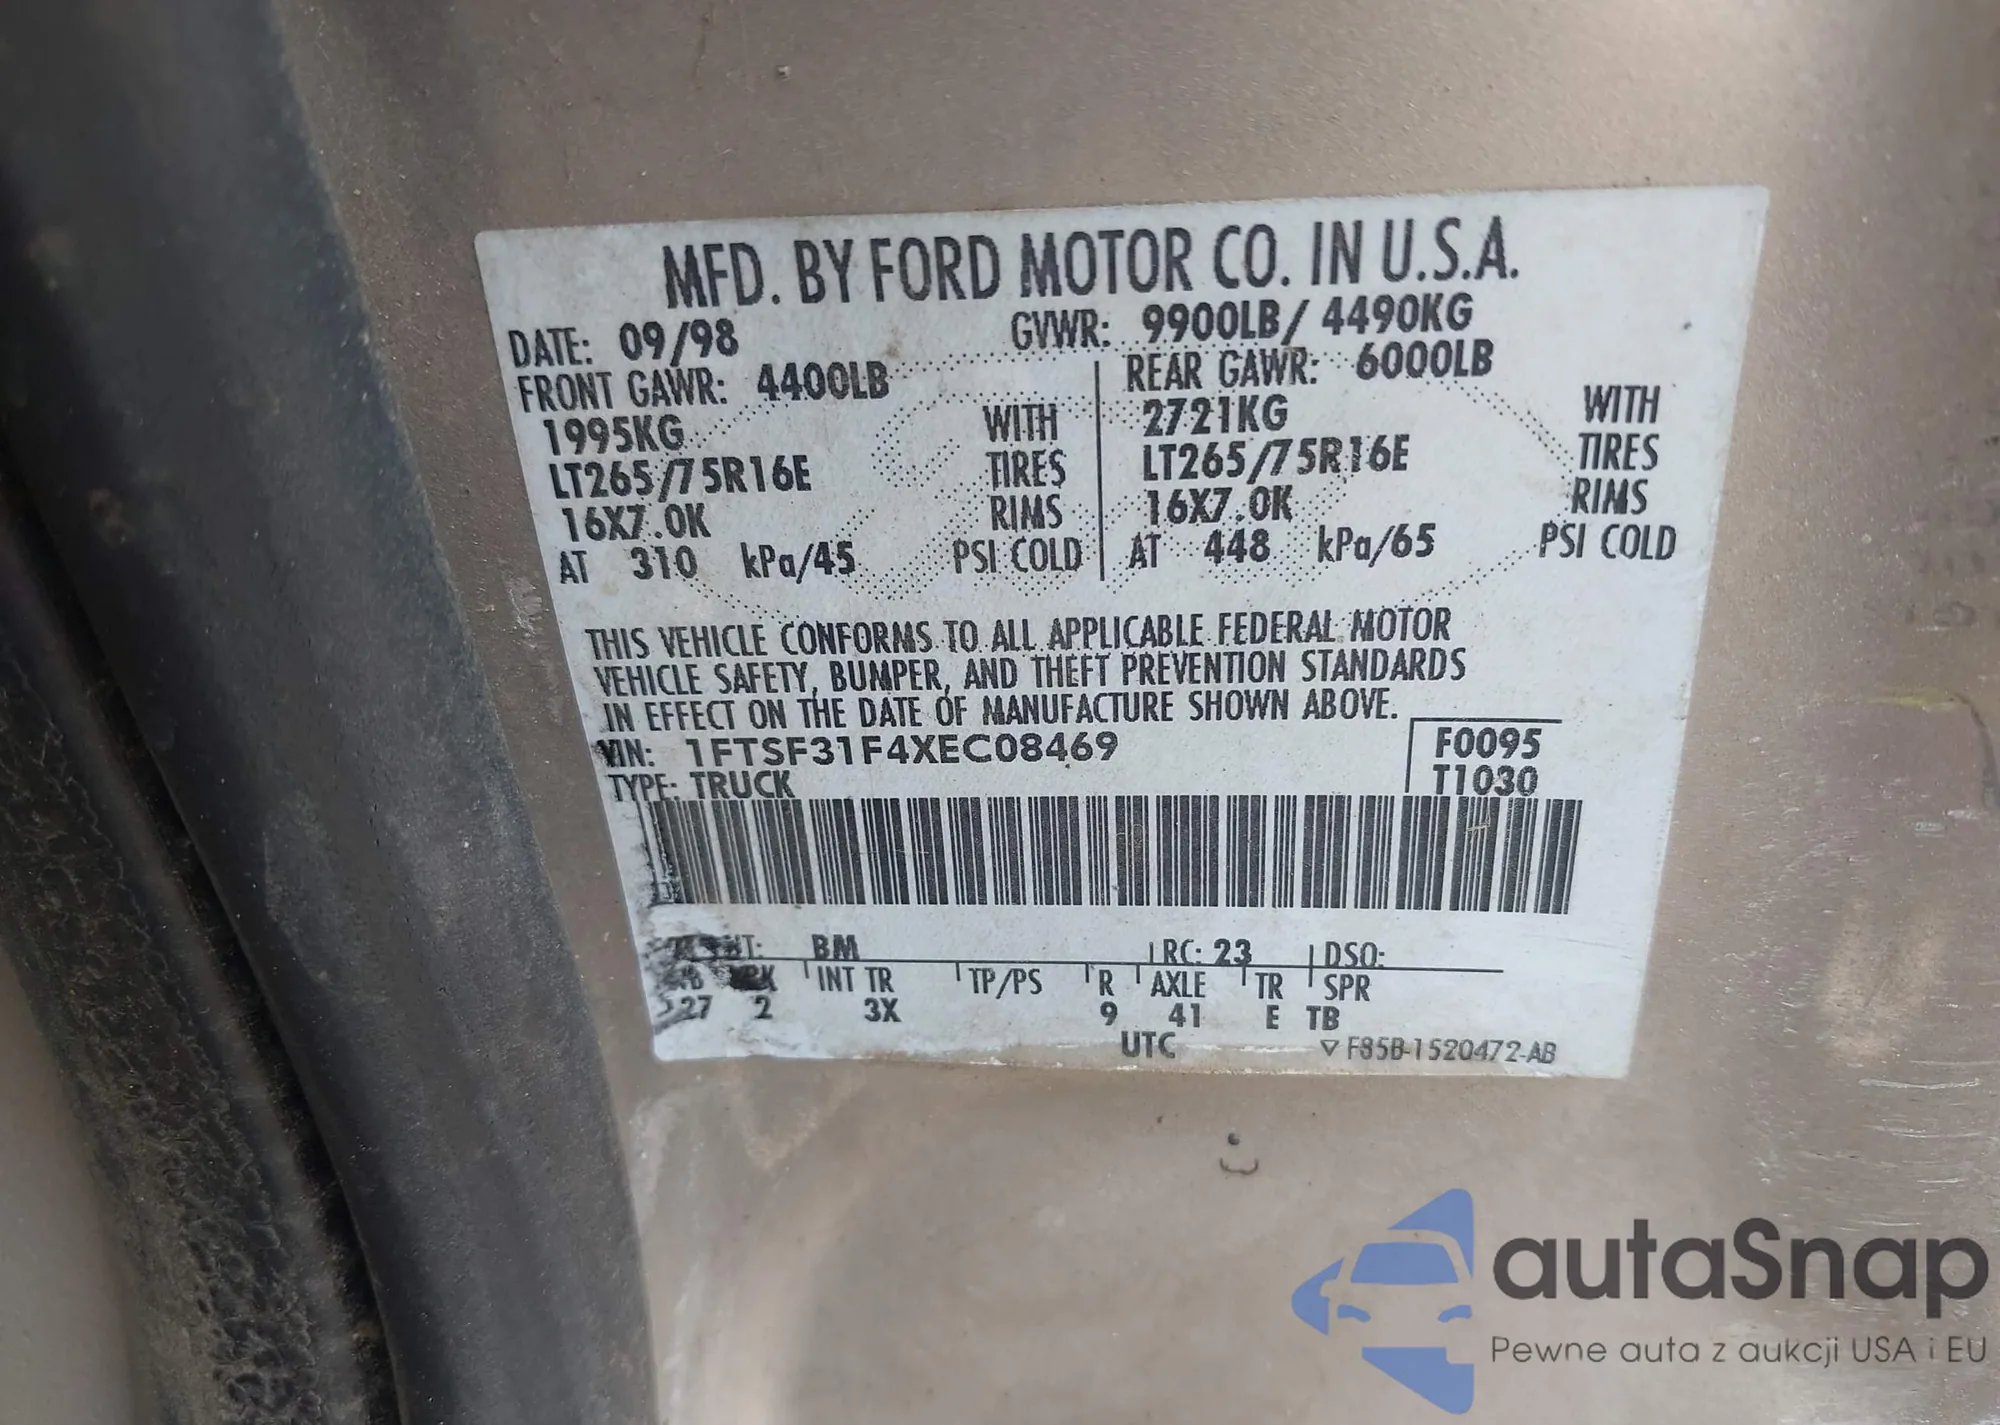 MFD. BY FORD MOTOR CO. IN U.S.A.
DATE: 09/98 GVWR: 9900LB/ 4490KG
FRONT GAWR: 4400LB REAR GAWR: 6000LB
1995KG WITH 2721KG WITH
LT265/75R16E TIRES LT265/75R16E TIRES
16X7.0K RIMS 16X7.0K RIMS
AT 310 kPa/45 PSI COLD AT 448 kPa/65 PSI COLD
THIS VEHICLE CONFORMS TO ALL APPLICABLE FEDERAL MOTOR
VEHICLE SAFETY, BUMPER, AND THEFT PREVENTION STANDARDS
IN EFFECT ON THE DATE OF MANUFACTURE SHOWN ABOVE.
VIN: 1FTSF31F4XEC08469 F0095
TYPE: TRUCK T1030
BM RC: 23 DSO:
INT TR TP/PS R AXLE TR SPR
27 2 3X 9 41 E TB
UTC F85B-1520472-AB
autaSnap
Pewne auta z aukcji USA i EU